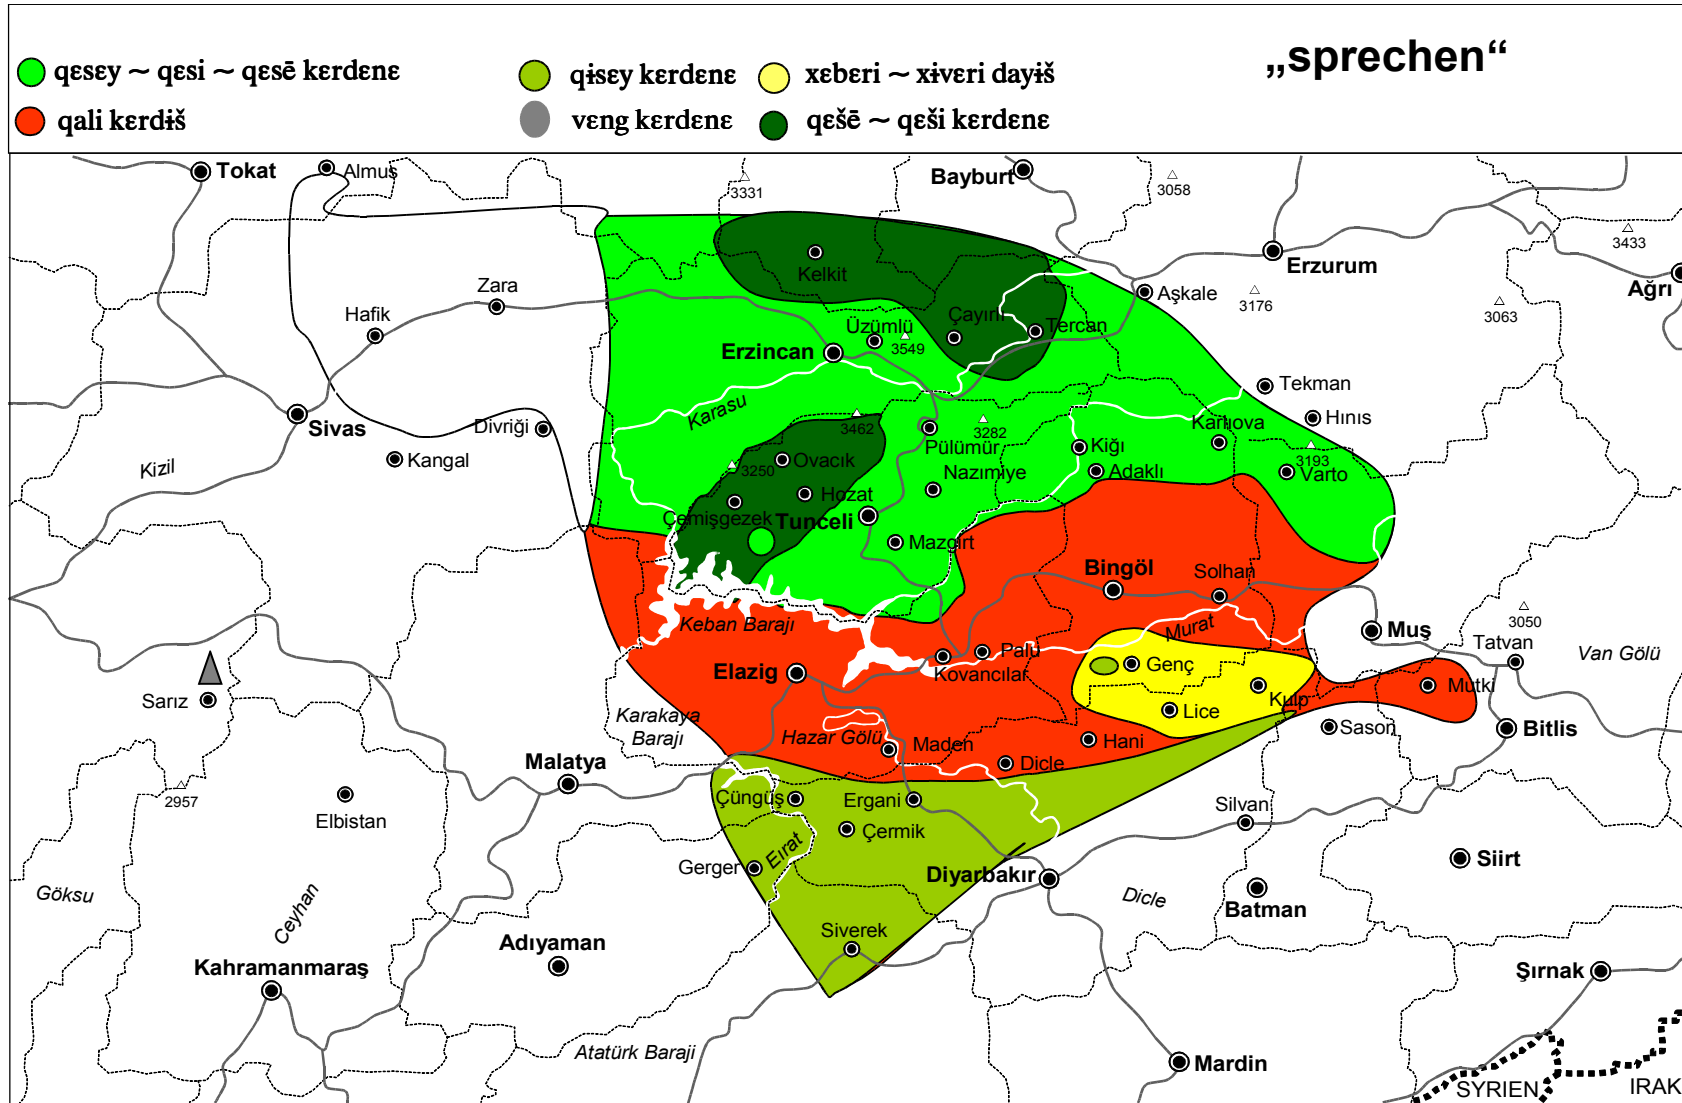 „sprechen“
qɛsɛy ~ qɛsi ~ qɛsē kɛrdɛnɛ
qɨsɛy kɛrdɛnɛ
xɛbɛri ~ xɨvɛri dayɨš
qali kɛrdɨš
vɛng kɛrdɛnɛ
qɛšē ~ qɛši kɛrdɛnɛ
Tokat
Almuş
Bayburt
3331
3058
3433
Kelkit
Erzurum
Ağrı
Zara
Aşkale
3176
3063
Hafik
Üzümlü
Çayırlı
Tercan
Erzincan
3549
Tekman
Karasu
3462
3282
Karlıova
Hınıs
Sivas
Divriği
Pülümür
Kiğı
3193
Kangal
Kizil
3250
Ovacık
Nazımiye
Adaklı
Varto
Hozat
Çemişgezek
Tunceli
Mazgirt
Bingöl
Solhan
Keban Barajı
Murat
Muş
3050
Tatvan
Van Gölü
Elazig
Palu
Kovancılar
Genç
Sarız
Kulp
Mutki
Karakaya
Barajı
Hazar Gölü
Lice
Sason
Bitlis
Maden
Hani
Malatya
Dicle
2957
Elbistan
Çüngüş
Ergani
Silvan
Çermik
Gerger
Eırat
Diyarbakır
Siirt
Göksu
Ceyhan
Dicle
Batman
Siverek
Adıyaman
Kahramanmaraş
Şırnak
Atatürk Baraji
Mardin
SYRIEN
IRAK